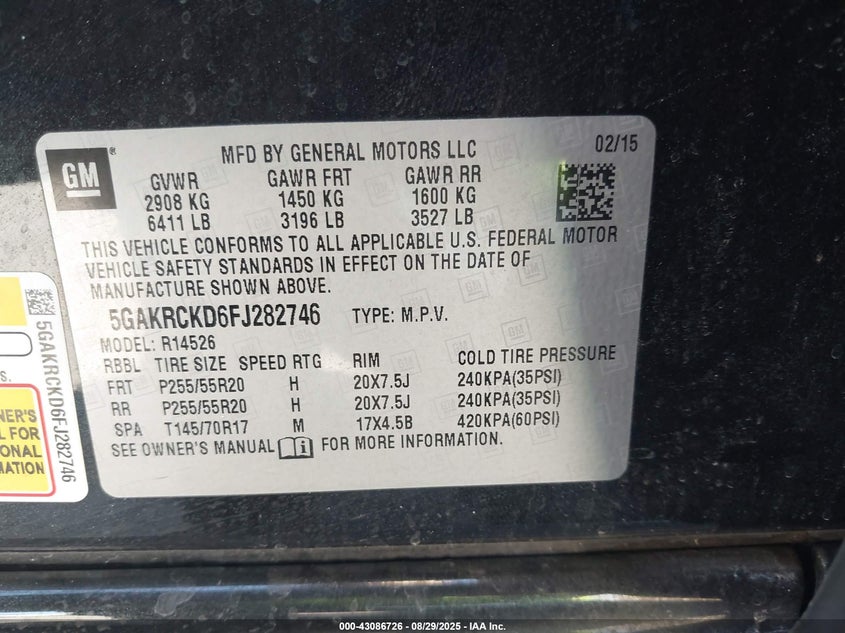 GM
MFD BY GENERAL MOTORS LLC
02/15
GVWR GAWR FRT GAWR RR
2908 KG 1450 KG 1600 KG
6411 LB 3196 LB 3527 LB
THIS VEHICLE CONFORMS TO ALL APPLICABLE U.S. FEDERAL MOTOR
VEHICLE SAFETY STANDARDS IN EFFECT ON THE DATE OF
MANUFACTURE SHOWN ABOVE.
5GAKRCKD6FJ282746 TYPE: M.P.V.
MODEL: R14526
RBBL TIRE SIZE SPEED RTG RIM COLD TIRE PRESSURE
FRT P255/55R20 H 20X7.5J 240KPA(35PSI)
RR P255/55R20 H 20X7.5J 240KPA(35PSI)
SPA T145/70R17 M 17X4.5B 420KPA(60PSI)
SEE OWNER'S MANUAL i FOR MORE INFORMATION.
5GAKRCKD6FJ282746
S.
NER'S
L FOR
IONAL
MATION
000-43086726 - 08/29/2025 - IAA Inc.